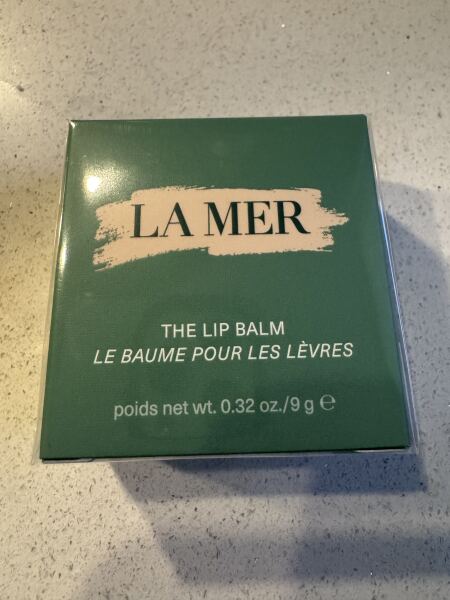 LA MER
THE LIP BALM
LE BAUME POUR LES LÈVRES
poids net wt. 0.32 oz./9 g ℮